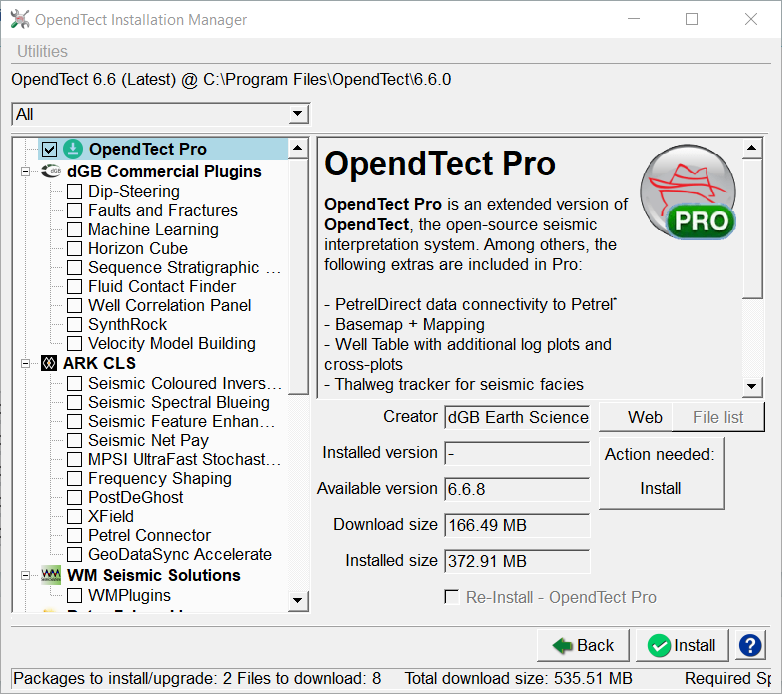 OpendTect Installation Manager
Utilities
OpendTect 6.6 (Latest) @ C:\Program Files\OpendTect\6.6.0
All
OpendTect Pro
dGB Commercial Plugins
Dip-Steering
Faults and Fractures
Machine Learning
Horizon Cube
Sequence Stratigraphic ...
Fluid Contact Finder
Well Correlation Panel
SynthRock
Velocity Model Building
ARK CLS
Seismic Coloured Invers...
Seismic Spectral Blueing
Seismic Feature Enhan...
Seismic Net Pay
MPSI UltraFast Stochast...
Frequency Shaping
PostDeGhost
XField
Petrel Connector
GeoDataSync Accelerate
WM Seismic Solutions
WMPlugins
OpendTect Pro
PRO
OpendTect Pro is an extended version of
OpendTect, the open-source seismic
interpretation system. Among others, the
following extras are included in Pro:
- PetrelDirect data connectivity to Petrel*
- Basemap + Mapping
- Well Table with additional log plots and
cross-plots
- Thalweg tracker for seismic facies
Creator dGB Earth Science Web File list
Installed version -
Action needed:
Install
Available version 6.6.8
Download size 166.49 MB
Installed size 372.91 MB
Re-Install - OpendTect Pro
Back Install ?
Packages to install/upgrade: 2 Files to download: 8 Total download size: 535.51 MB Required Sp